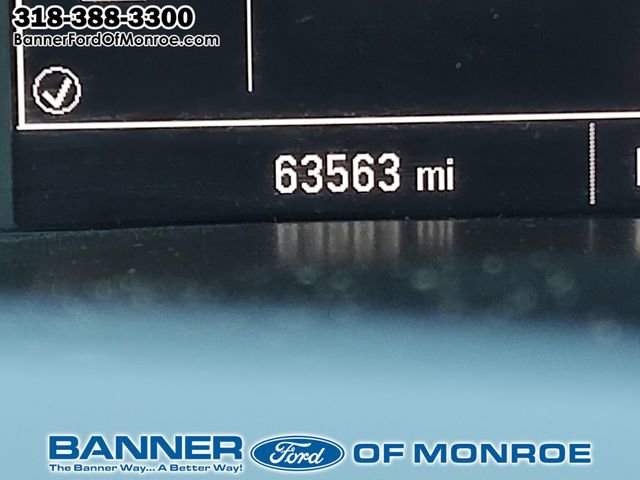 318-388-3300
BannerFordOfMonroe.com
63563 mi
BANNER Ford OF MONROE
The Banner Way... A Better Way!